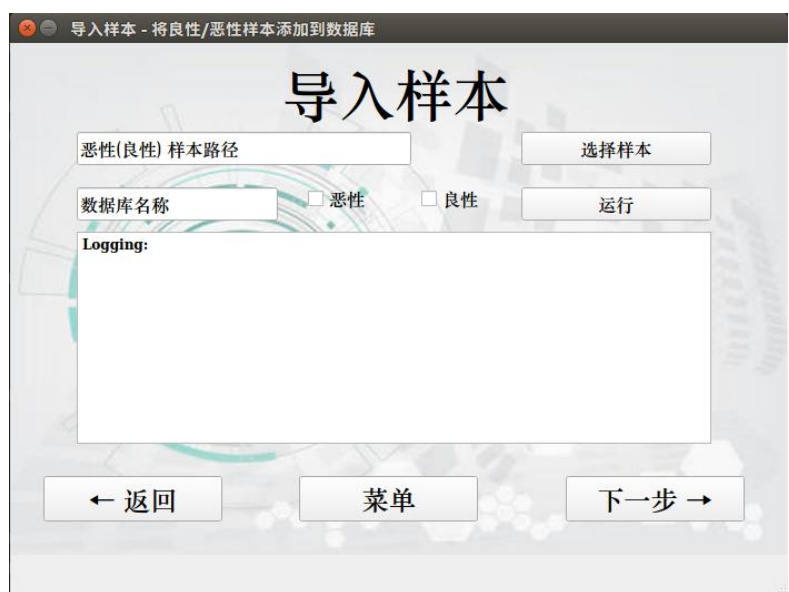 导入样本 - 将良性/恶性样本添加到数据库
导入样本
恶性(良性) 样本路径 选择样本
数据库名称 恶性 良性 运行
Logging:
← 返回 菜单 下一步 →